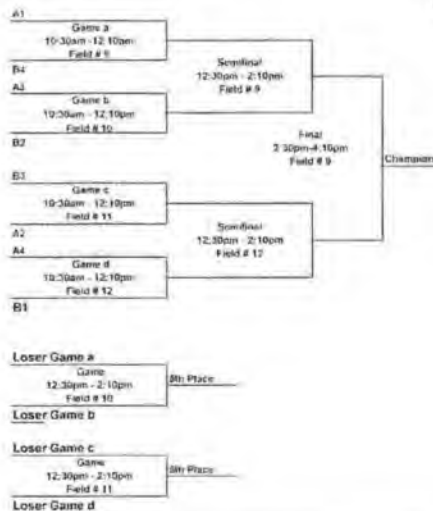 A1
Game a
10:30am - 12:10pm
Field # 9
B4
A3
Game b
10:30am - 12:10pm
Field # 10
B2
Semifinal
12:30pm - 2:10pm
Field # 9
Final
2:30pm-4:10pm
Field # 9
Champion
B3
Game c
10:30am - 12:10pm
Field # 11
A2
A4
Game d
10:30am - 12:10pm
Field # 12
B1
Semifinal
12:30pm - 2:10pm
Field # 12
Loser Game a
Game
12:30pm - 2:10pm
Field # 10
5th Place
Loser Game b
Loser Game c
Game
12:30pm - 2:10pm
Field # 11
5th Place
Loser Game d